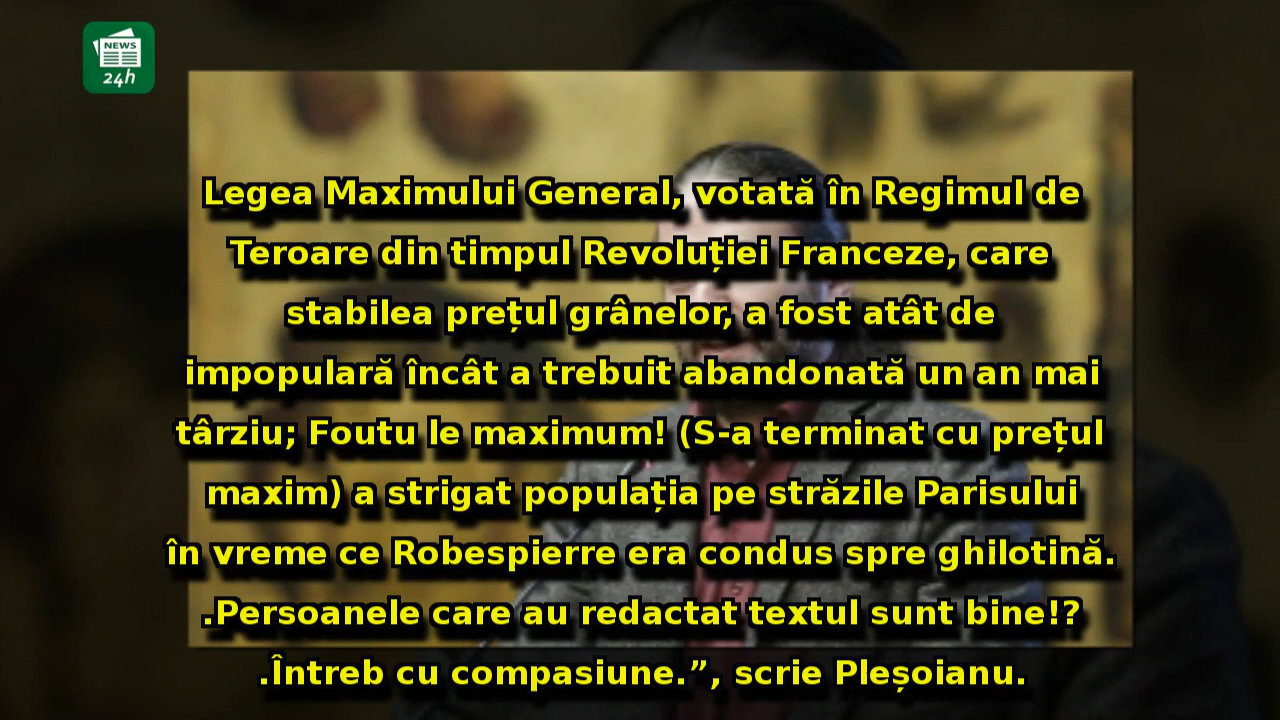 NEWS
24h
Legea Maximului General, votată în Regimul de
Teroare din timpul Revoluției Franceze, care
stabilea prețul grânelor, a fost atât de
impopulară încât a trebuit abandonată un an mai
târziu; Foutu le maximum! (S-a terminat cu prețul
maxim) a strigat populația pe străzile Parisului
în vreme ce Robespierre era condus spre ghilotină.
.Persoanele care au redactat textul sunt bine!?
.Întreb cu compasiune.”, scrie Pleșoianu.